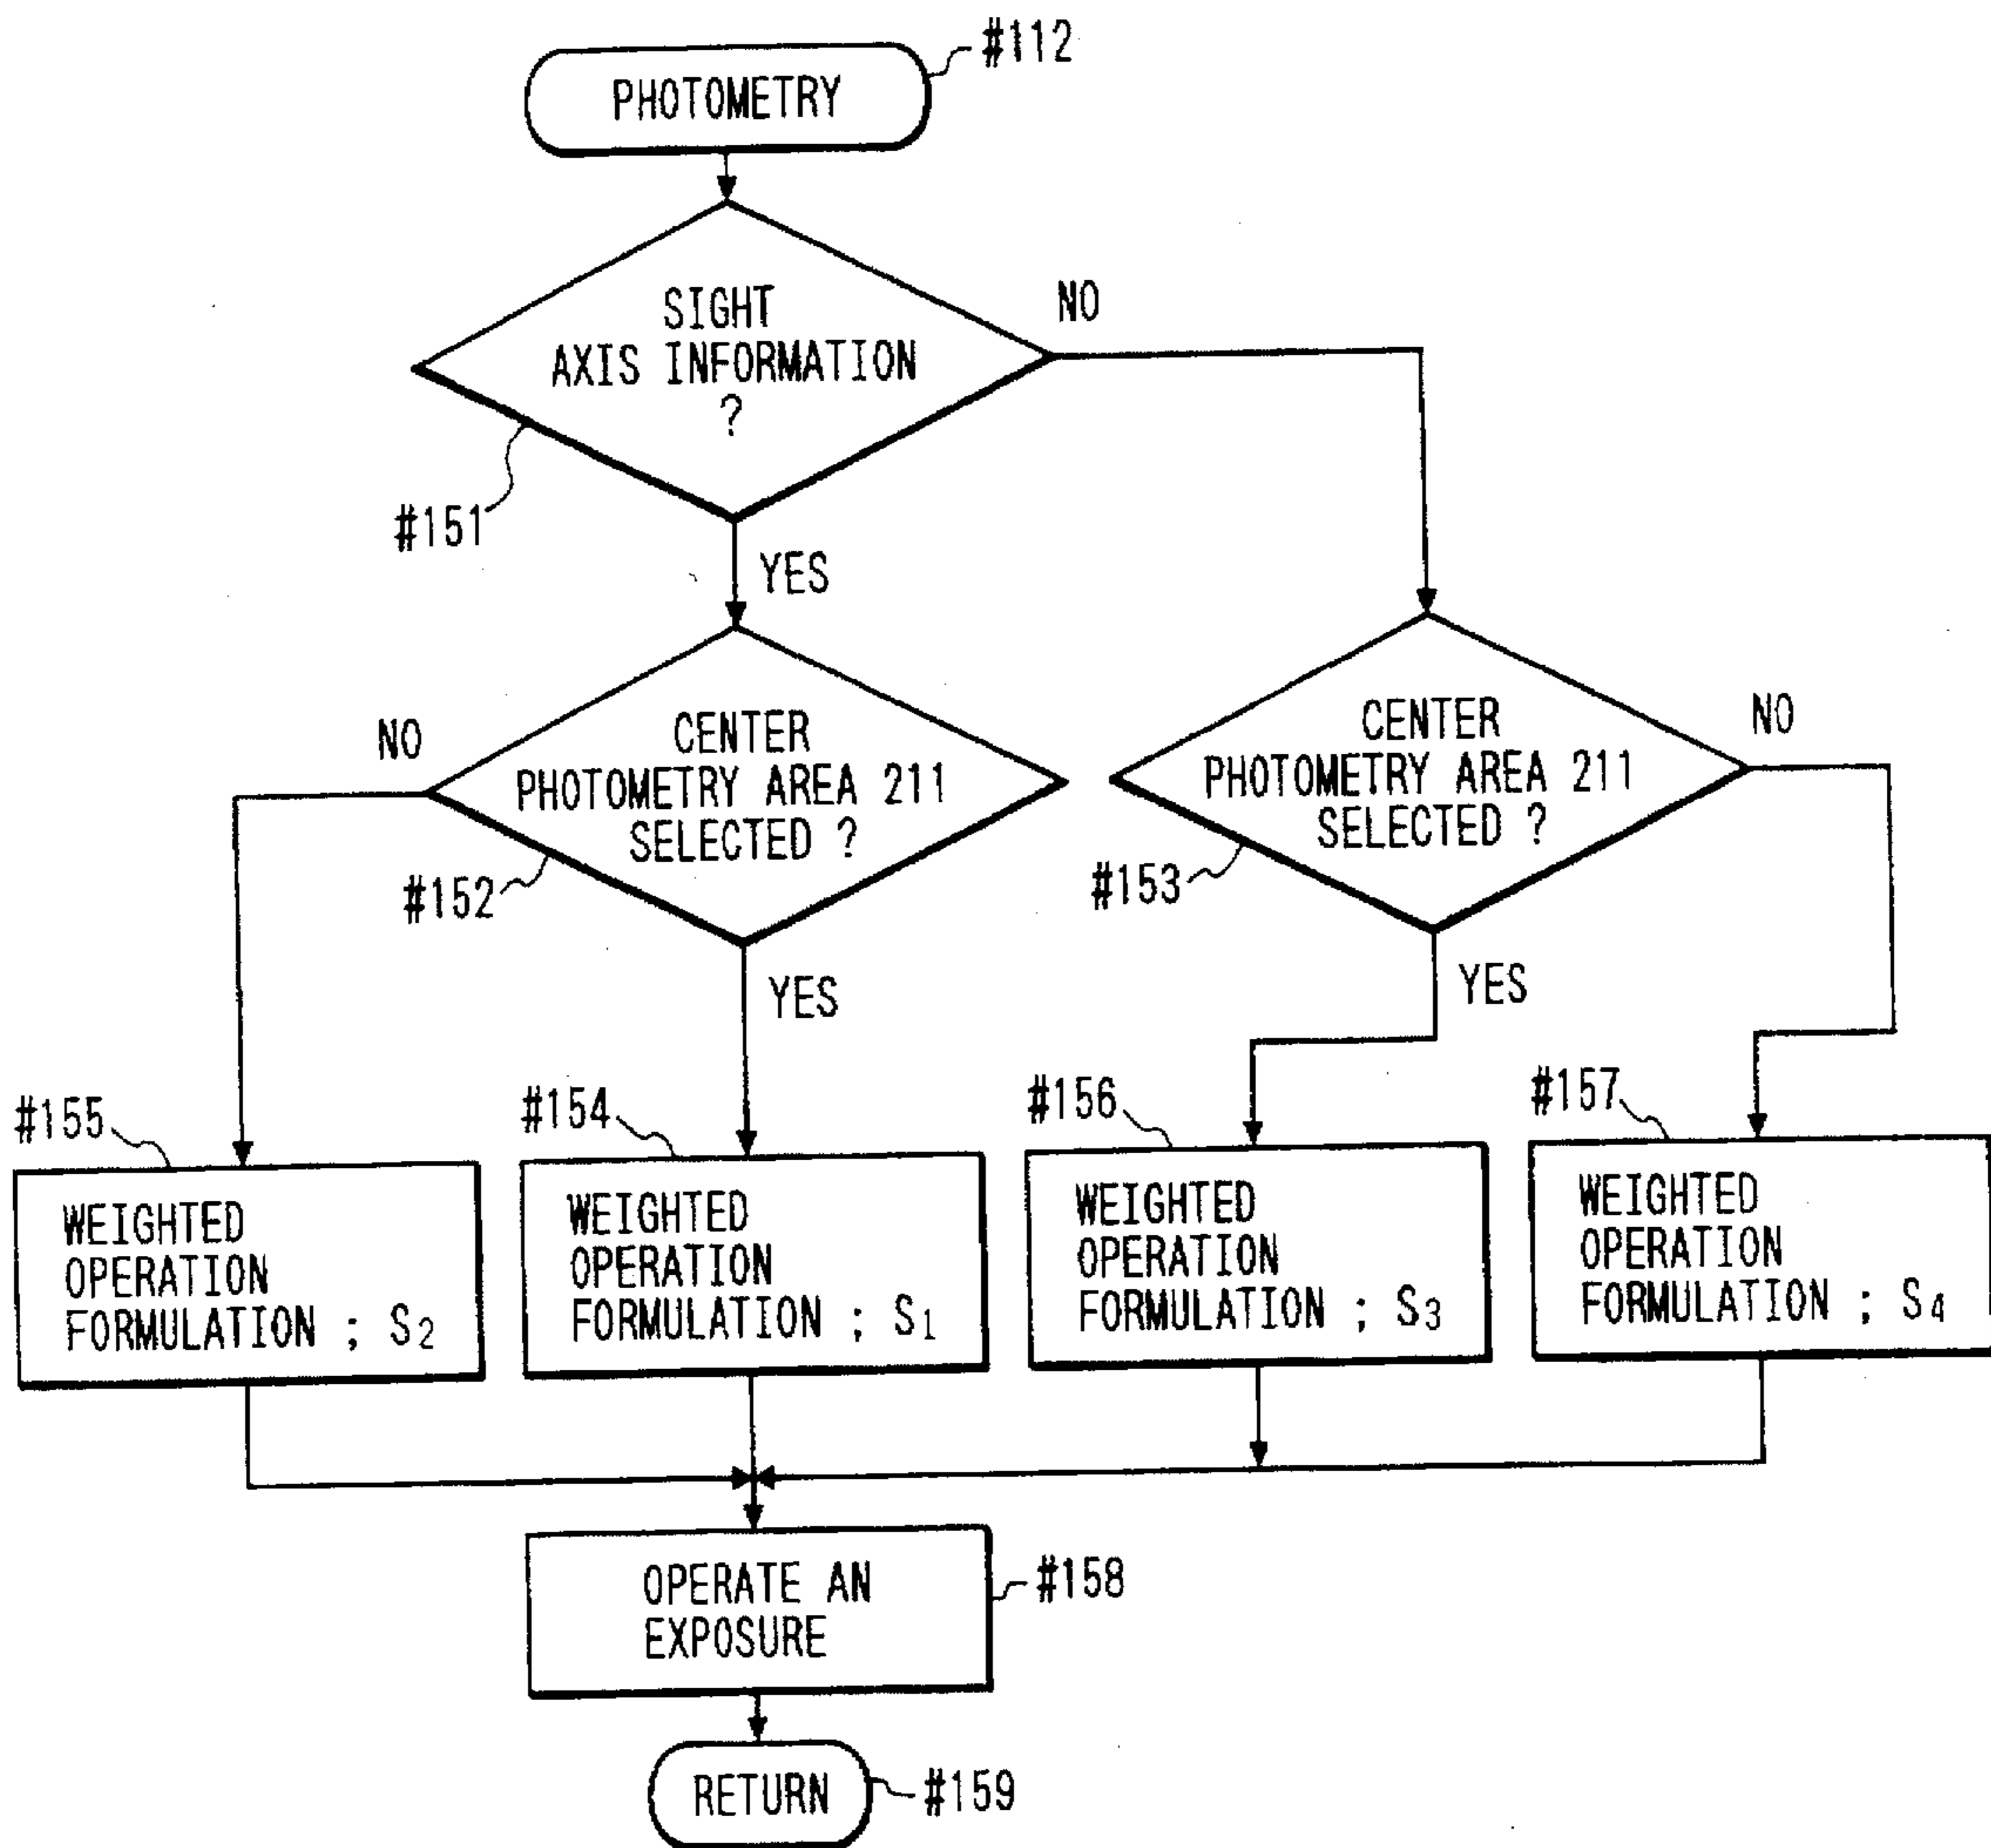 #112
PHOTOMETRY
SIGHT
AXIS INFORMATION
?
NO
#151
YES
CENTER
PHOTOMETRY AREA 211
SELECTED ?
NO
#152
YES
CENTER
PHOTOMETRY AREA 211
SELECTED ?
NO
#153
YES
#155
WEIGHTED
OPERATION
FORMULATION ; S2
#154
WEIGHTED
OPERATION
FORMULATION ; S1
#156
WEIGHTED
OPERATION
FORMULATION ; S3
#157
WEIGHTED
OPERATION
FORMULATION ; S4
OPERATE AN
EXPOSURE
#158
RETURN
#159